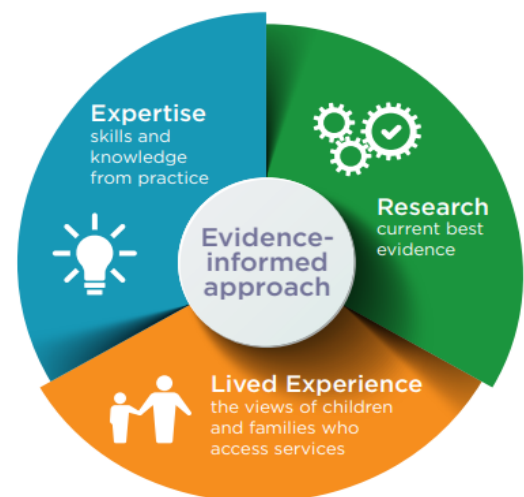 Expertise
skills and
knowledge
from practice
Research
current best
evidence
Evidence-
informed
approach
Lived Experience
the views of children
and families who
access services